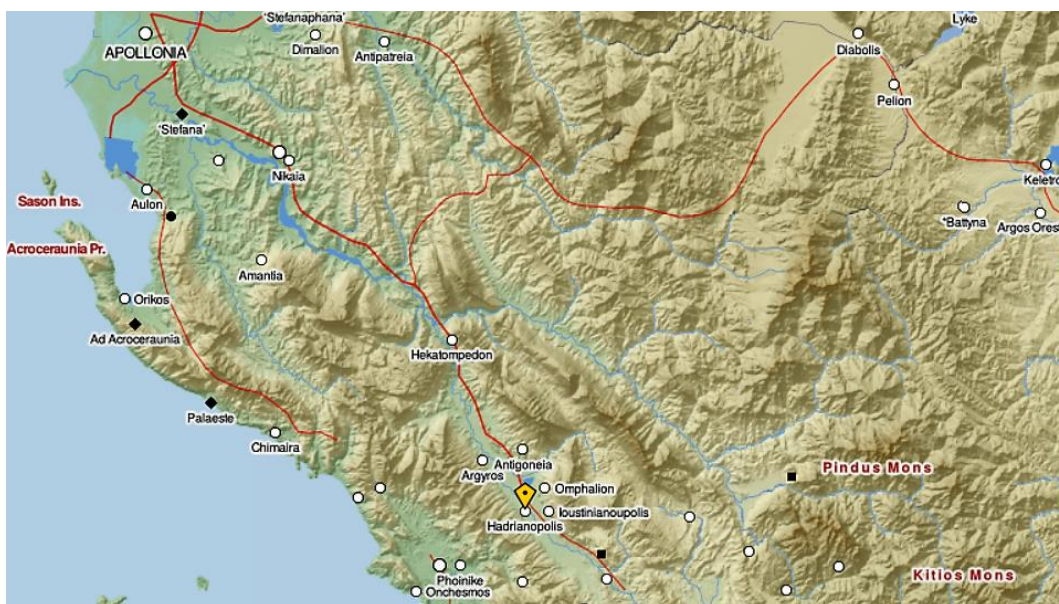 'Stefanaphana'
Lyke
APOLLONIA
Dimalion
Antipatreia
Diabolis
Pelion
'Stefana'
Nikaia
Keletro
Aulon
Sason Ins.
*Battyna
Argos Orest
Acroceraunia Pr.
Amantia
Orikos
Ad Acroceraunia
Hekatompedon
Palaeste
Chimaira
Antigoneia
Argyros
Pindus Mons
Omphalion
Ioustinianoupolis
Hadrianopolis
Phoinike
Onchesmos
Kitios Mons